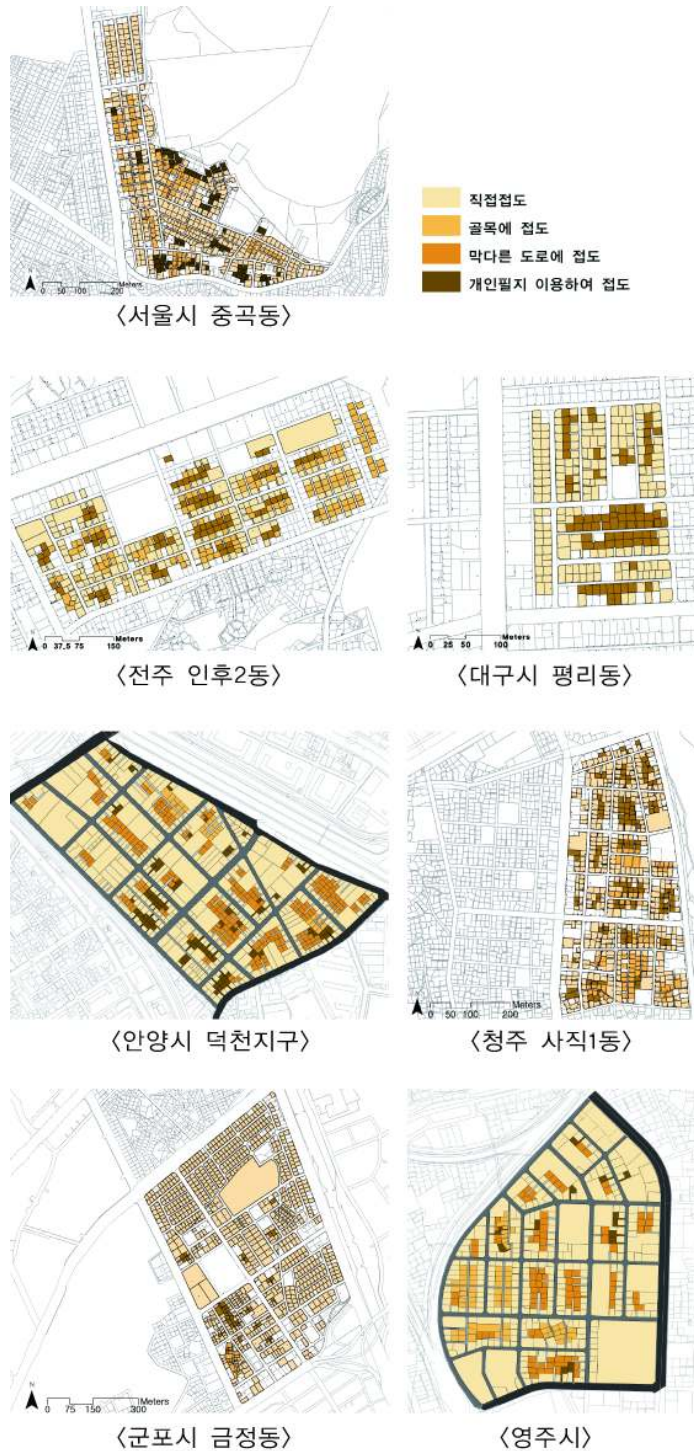 직접접도
골목에 접도
막다른 도로에 접도
개인필지 이용하여 접도
Meters
0 50 100 200
〈서울시 중곡동〉
Meters
0 37.5 75 150
〈전주 인후2동〉
Meters
0 25 50 100
〈대구시 평리동〉
〈안양시 덕천지구〉
Meters
0 50 100 200
〈청주 사직1동〉
N
Meters
0 75 150 300
〈군포시 금정동〉
〈영주시〉